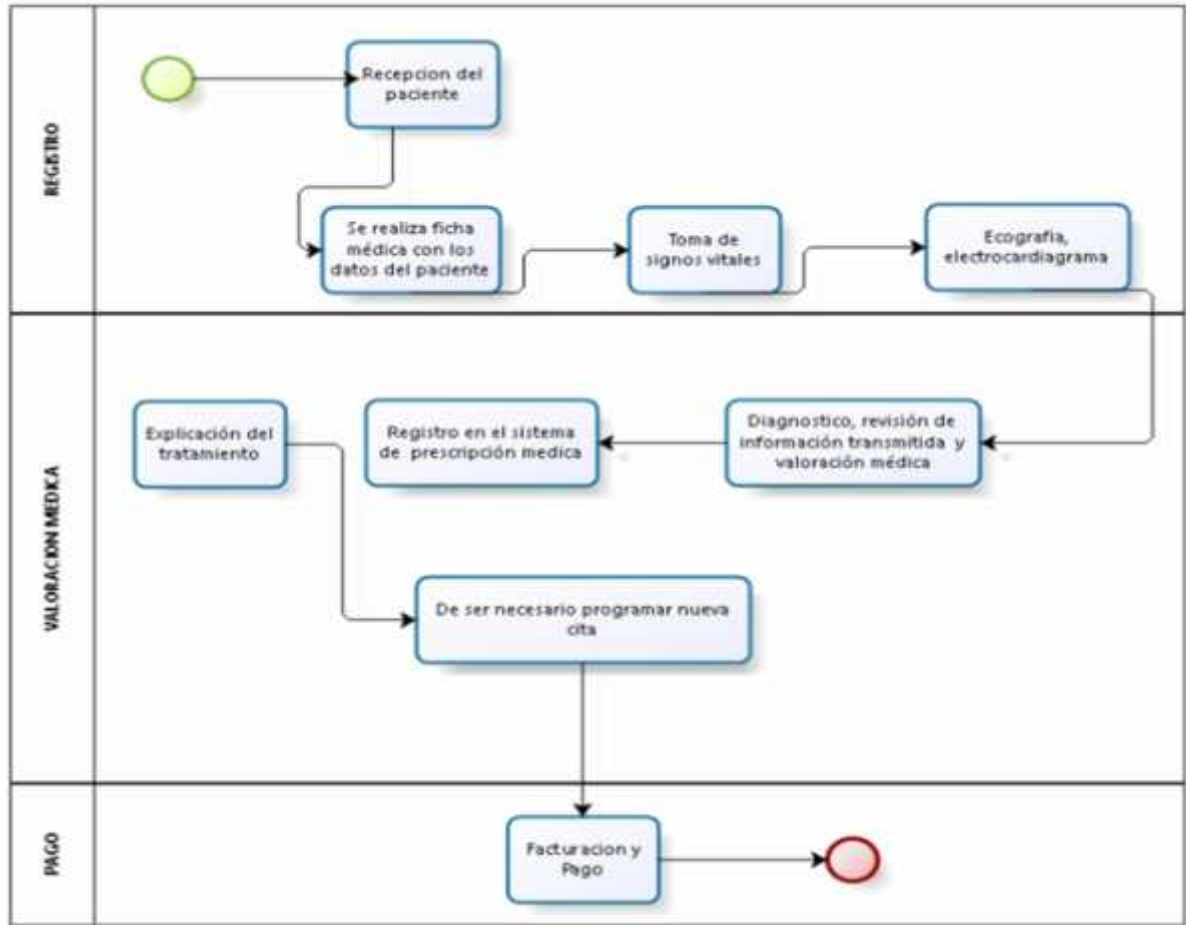 REGISTRO
Recepcion del
paciente
Se realiza ficha
médica con los
datos del paciente
Toma de
signos vitales
Ecografia,
electrocardiagrama
VALORACION MEDICA
Explicación del
tratamiento
Registro en el sistema
de prescripción medica
Diagnostico, revisión de
información transmitida y
valoración médica
De ser necesario programar nueva
cita
PAGO
Facturacion y
Pago